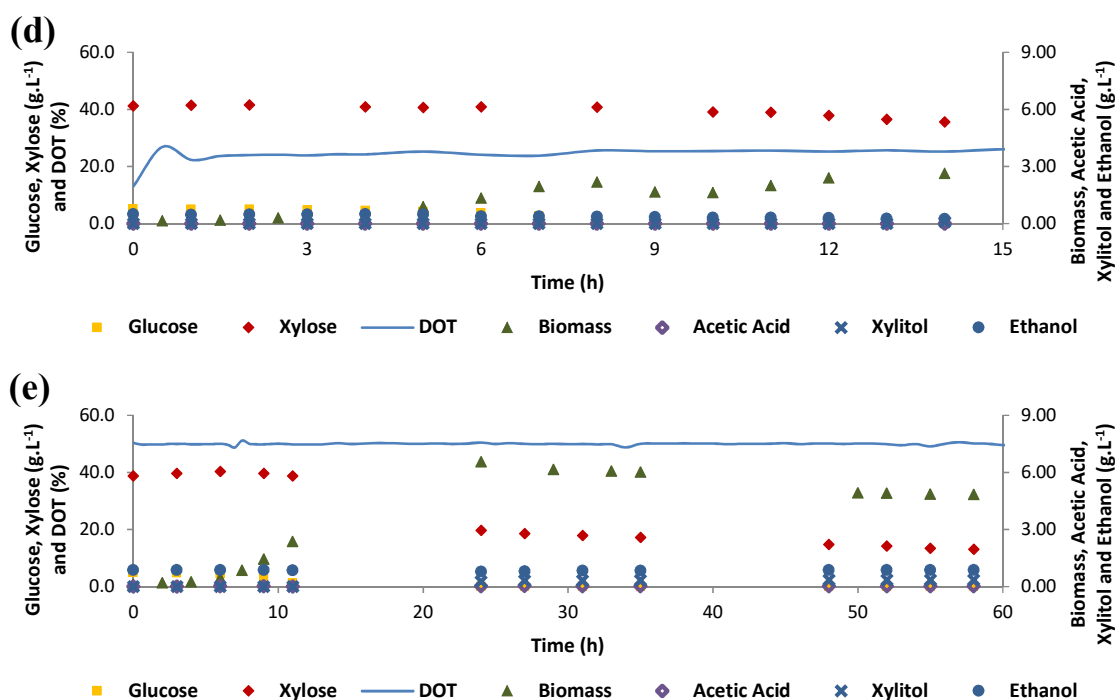 (d)
60.0
40.0
20.0
0.0
Glucose, Xylose (g.L⁻¹)
and DOT (%)
9.00
6.00
3.00
0.00
Biomass, Acetic Acid,
Xylitol and Ethanol (g.L⁻¹)
0 3 6 9 12 15
Time (h)
Glucose Xylose DOT Biomass Acetic Acid Xylitol Ethanol
(e)
60.0
40.0
20.0
0.0
Glucose, Xylose (g.L⁻¹)
and DOT (%)
9.00
6.00
3.00
0.00
Biomass, Acetic Acid,
Xylitol and Ethanol (g.L⁻¹)
0 10 20 30 40 50 60
Time (h)
Glucose Xylose DOT Biomass Acetic Acid Xylitol Ethanol